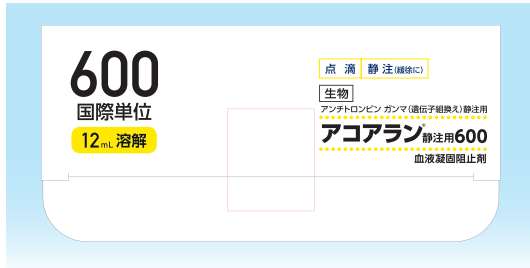 600
国際単位
12mL 溶解
点滴 静注(緩徐に)
生物
アンチトロンビン ガンマ(遺伝子組換え)静注用
アコアラン®静注用600
血液凝固阻止剤